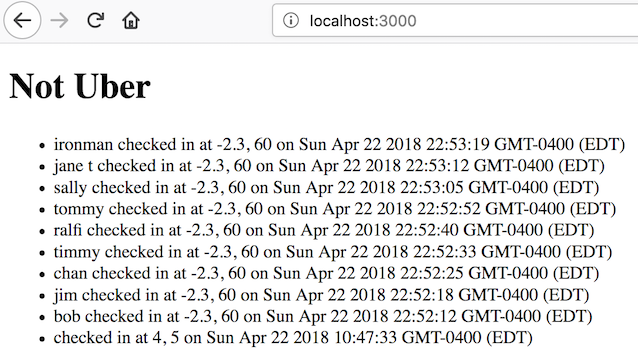 localhost:3000
Not Uber
ironman checked in at -2.3, 60 on Sun Apr 22 2018 22:53:19 GMT-0400 (EDT)
jane t checked in at -2.3, 60 on Sun Apr 22 2018 22:53:12 GMT-0400 (EDT)
sally checked in at -2.3, 60 on Sun Apr 22 2018 22:53:05 GMT-0400 (EDT)
tommy checked in at -2.3, 60 on Sun Apr 22 2018 22:52:52 GMT-0400 (EDT)
ralfi checked in at -2.3, 60 on Sun Apr 22 2018 22:52:40 GMT-0400 (EDT)
timmy checked in at -2.3, 60 on Sun Apr 22 2018 22:52:33 GMT-0400 (EDT)
chan checked in at -2.3, 60 on Sun Apr 22 2018 22:52:25 GMT-0400 (EDT)
jim checked in at -2.3, 60 on Sun Apr 22 2018 22:52:18 GMT-0400 (EDT)
bob checked in at -2.3, 60 on Sun Apr 22 2018 22:52:12 GMT-0400 (EDT)
checked in at 4, 5 on Sun Apr 22 2018 10:47:33 GMT-0400 (EDT)